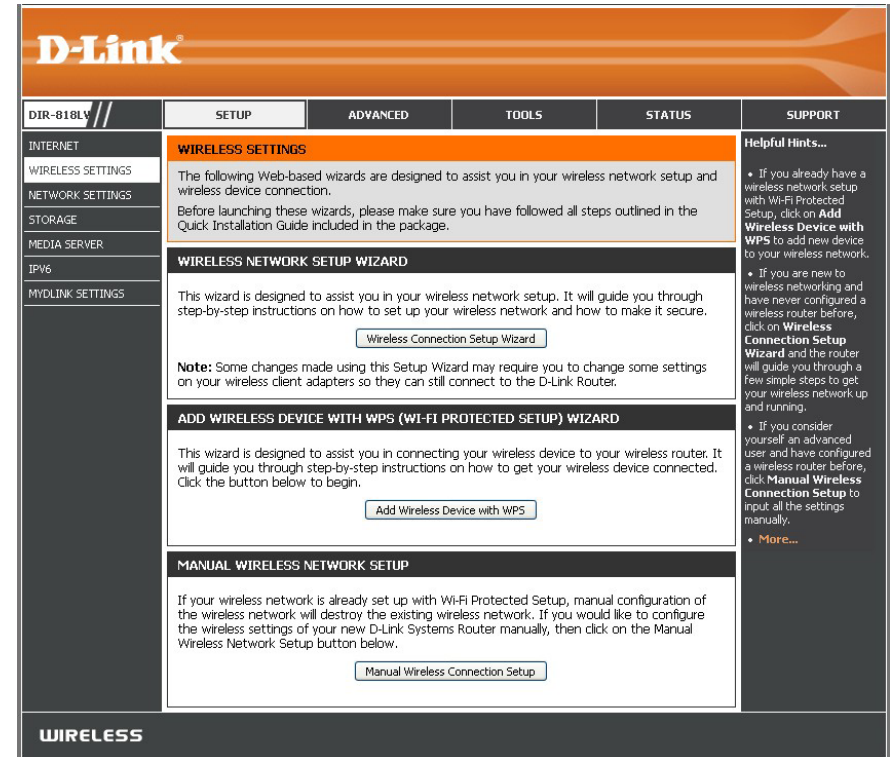 D-Link®
DIR-818LW
SETUP
ADVANCED
TOOLS
STATUS
SUPPORT
INTERNET
WIRELESS SETTINGS
NETWORK SETTINGS
STORAGE
MEDIA SERVER
IPV6
MYDLINK SETTINGS
WIRELESS SETTINGS
The following Web-based wizards are designed to assist you in your wireless network setup and
wireless device connection.
Before launching these wizards, please make sure you have followed all steps outlined in the
Quick Installation Guide included in the package.
WIRELESS NETWORK SETUP WIZARD
This wizard is designed to assist you in your wireless network setup. It will guide you through
step-by-step instructions on how to set up your wireless network and how to make it secure.
Wireless Connection Setup Wizard
Note: Some changes made using this Setup Wizard may require you to change some settings
on your wireless client adapters so they can still connect to the D-Link Router.
ADD WIRELESS DEVICE WITH WPS (WI-FI PROTECTED SETUP) WIZARD
This wizard is designed to assist you in connecting your wireless device to your wireless router. It
will guide you through step-by-step instructions on how to get your wireless device connected.
Click the button below to begin.
Add Wireless Device with WPS
MANUAL WIRELESS NETWORK SETUP
If your wireless network is already set up with Wi-Fi Protected Setup, manual configuration of
the wireless network will destroy the existing wireless network. If you would like to configure
the wireless settings of your new D-Link Systems Router manually, then click on the Manual
Wireless Network Setup button below.
Manual Wireless Connection Setup
Helpful Hints...
• If you already have a
wireless network setup
with Wi-Fi Protected
Setup, click on Add
Wireless Device with
WPS to add new device
to your wireless network.
• If you are new to
wireless networking and
have never configured a
wireless router before,
click on Wireless
Connection Setup
Wizard and the router
will guide you through a
few simple steps to get
your wireless network up
and running.
• If you consider
yourself an advanced
user and have configured
a wireless router before,
click Manual Wireless
Connection Setup to
input all the settings
manually.
• More...
WIRELESS